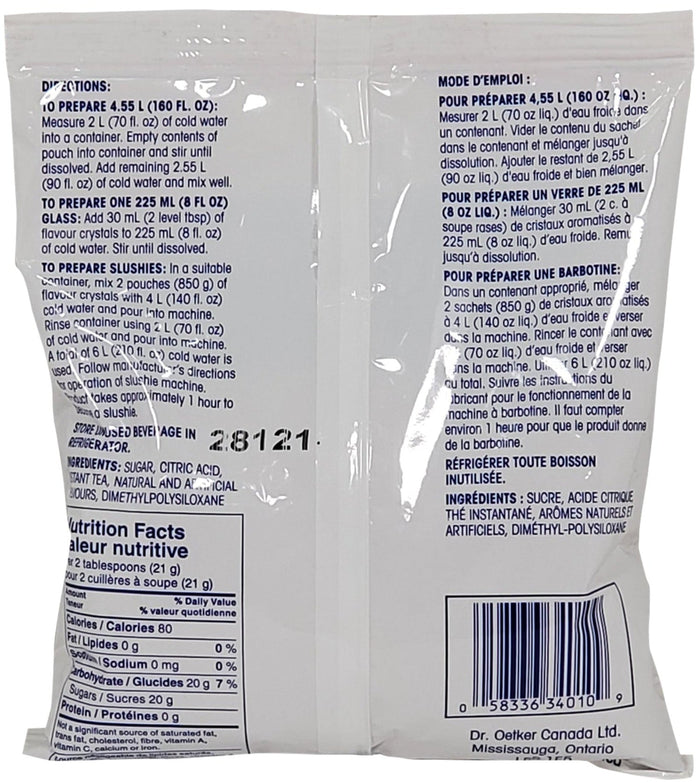 DIRECTIONS:
TO PREPARE 4.55 L (160 FL. OZ):
Measure 2 L (70 fl. oz) of cold water
into a container. Empty contents of
pouch into container and stir until
dissolved. Add remaining 2.55 L
(90 fl. oz) of cold water and mix well.
TO PREPARE ONE 225 ML (8 FL OZ)
GLASS: Add 30 mL (2 level tbsp) of
flavour crystals to 225 mL (8 fl. oz)
of cold water. Stir until dissolved.
TO PREPARE SLUSHIES: In a suitable
container, mix 2 pouches (850 g) of
flavour crystals with 4 L (140 fl. oz)
cold water and pour into machine.
Rinse container using 2 L (70 fl. oz)
of cold water and pour into machine.
A total of 6 L (210 fl. oz) cold water is
used. Follow manufacturer's directions
for operation of slushie machine.
takes approximately 1 hour to
a slushie.
STORE UNUSED BEVERAGE IN
REFRIGERATOR.
28121
INGREDIENTS: SUGAR, CITRIC ACID,
INSTANT TEA, NATURAL AND ARTIFICIAL
FLAVOURS, DIMETHYLPOLYSILOXANE
Nutrition Facts
Valeur nutritive
Per 2 tablespoons (21 g)
pour 2 cuillères à soupe (21 g)
Amount % Daily Value
Teneur % valeur quotidienne
Calories / Calories 80
Fat / Lipides 0 g 0 %
Sodium / Sodium 0 mg 0 %
Carbohydrate / Glucides 20 g 7 %
Sugars / Sucres 20 g
Protein / Protéines 0 g
Not a significant source of saturated fat,
trans fat, cholesterol, fibre, vitamin A,
vitamin C, calcium or iron.
MODE D'EMPLOI :
POUR PRÉPARER 4,55 L (160 OZ LIQ.) :
Mesurer 2 L (70 oz liq.) d'eau froide dans
un contenant. Vider le contenu du sachet
dans le contenant et mélanger jusqu'à
dissolution. Ajouter le restant de 2,55 L
(90 oz liq.) d'eau froide et bien mélanger.
POUR PRÉPARER UN VERRE DE 225 ML
(8 OZ LIQ.) : Mélanger 30 mL (2 c. à
soupe rases) de cristaux aromatisés à
225 mL (8 oz liq.) d'eau froide. Remu
jusqu'à dissolution.
POUR PRÉPARER UNE BARBOTINE:
Dans un contenant approprié, mélanger
2 sachets (850 g) de cristaux aromatisés
à 4 L (140 oz liq.) d'eau froide et verser
dans la machine. Rincer le contenant avec
(70 oz liq.) d'eau froide et verser
dans la machine. Utiliser 6 L (210 oz liq.)
au total. Suivre les instructions du
fabricant pour le fonctionnement de la
machine à barbotine. Il faut compter
environ 1 heure pour que le produit donne
de la barbotine.
RÉFRIGÉRER TOUTE BOISSON
INUTILISÉE.
INGRÉDIENTS : SUCRE, ACIDE CITRIQUE
THÉ INSTANTANÉ, ARÔMES NATURELS ET
ARTIFICIELS, DIMÉTHYL-POLYSILOXANE
0 58336 34010 9
Dr. Oetker Canada Ltd.
Mississauga, Ontario